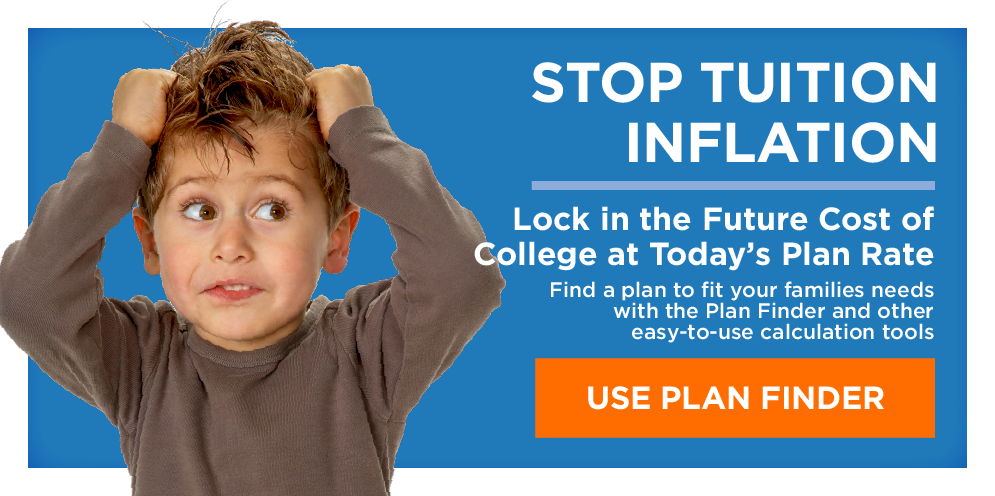 STOP TUITION
INFLATION
Lock in the Future Cost of
College at Today’s Plan Rate
Find a plan to fit your families needs
with the Plan Finder and other
easy-to-use calculation tools
USE PLAN FINDER